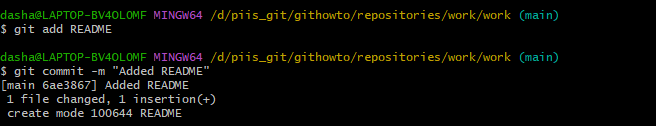 dasha@LAPTOP-BV4OLOMF MINGW64 /d/piis_git/githowto/repositories/work/work (main)
$ git add README
dasha@LAPTOP-BV4OLOMF MINGW64 /d/piis_git/githowto/repositories/work/work (main)
$ git commit -m "Added README"
[main 6ae3867] Added README
 1 file changed, 1 insertion(+)
 create mode 100644 README